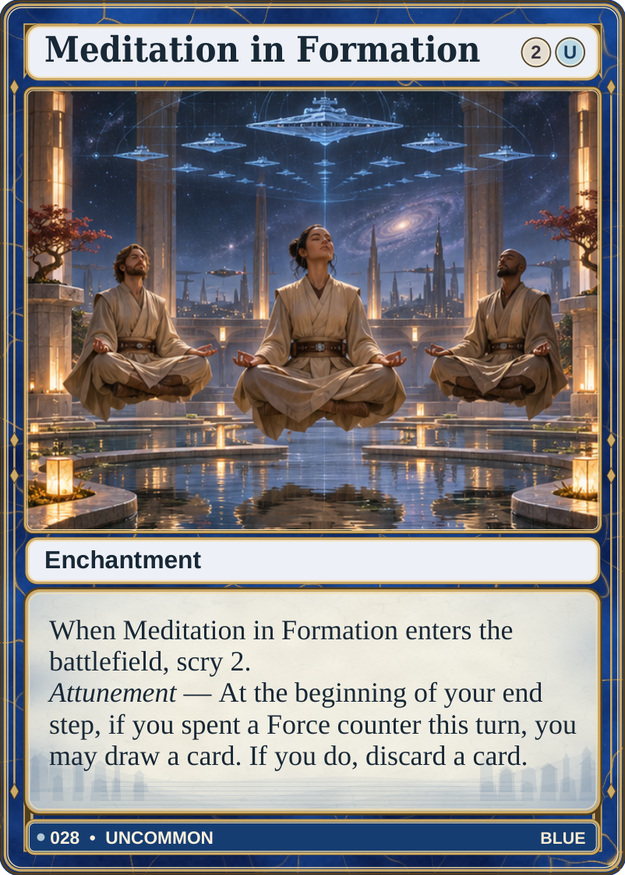 Meditation in Formation 2 U
Enchantment
When Meditation in Formation enters the
battlefield, scry 2.
Attunement — At the beginning of your end
step, if you spent a Force counter this turn, you
may draw a card. If you do, discard a card.
028 • UNCOMMON BLUE